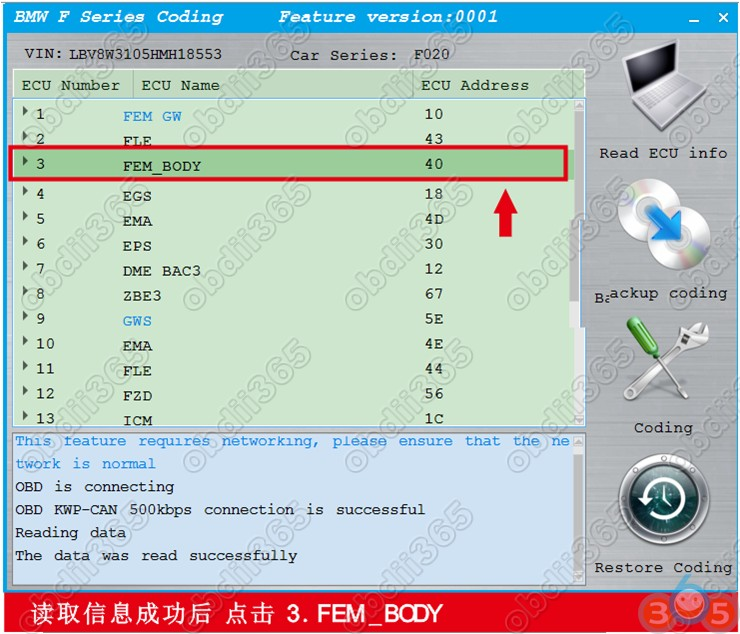 BMW F Series Coding Feature version:0001
VIN: LBV8W3105HMH18553 Car Series: F020
ECU Number ECU Name ECU Address
1 FEM GW 10
2 FLE 43
3 FEM_BODY 40
4 EGS 18
5 EMA 4D
6 EPS 30
7 DME BAC3 12
8 ZBE3 67
9 GWS 5E
10 EMA 4E
11 FLE 44
12 FZD 56
13 ICM 1C
Read ECU info
Backup coding
Coding
Restore Coding
This feature requires networking, please ensure that the ne
twork is normal
OBD is connecting
OBD KWP-CAN 500kbps connection is successful
Reading data
The data was read successfully
读取信息成功后 点击 3. FEM_BODY
365
obdii365